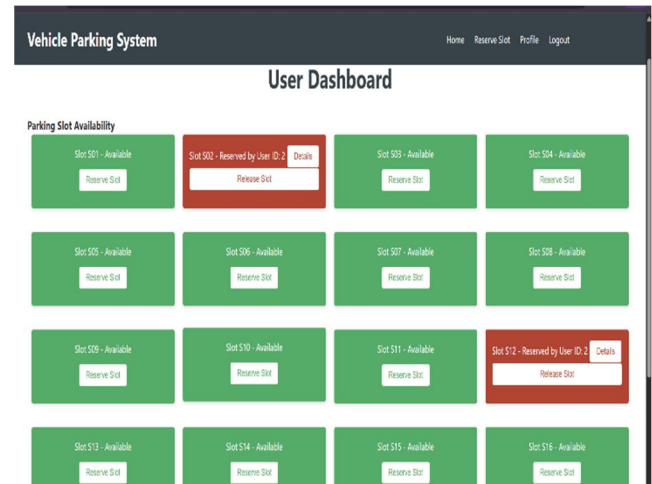 Vehicle Parking System
Home Reserve Slot Profile Logout
User Dashboard
Parking Slot Availability
Slot S01 - Available
Reserve Slot
Slot S02 - Reserved by User ID: 2 Details
Release Slot
Slot S03 - Available
Reserve Slot
Slot S04 - Available
Reserve Slot
Slot S05 - Available
Reserve Slot
Slot S06 - Available
Reserve Slot
Slot S07 - Available
Reserve Slot
Slot S08 - Available
Reserve Slot
Slot S09 - Available
Reserve Slot
Slot S10 - Available
Reserve Slot
Slot S11 - Available
Reserve Slot
Slot S12 - Reserved by User ID: 2 Details
Release Slot
Slot S13 - Available
Reserve Slot
Slot S14 - Available
Reserve Slot
Slot S15 - Available
Reserve Slot
Slot S16 - Available
Reserve Slot